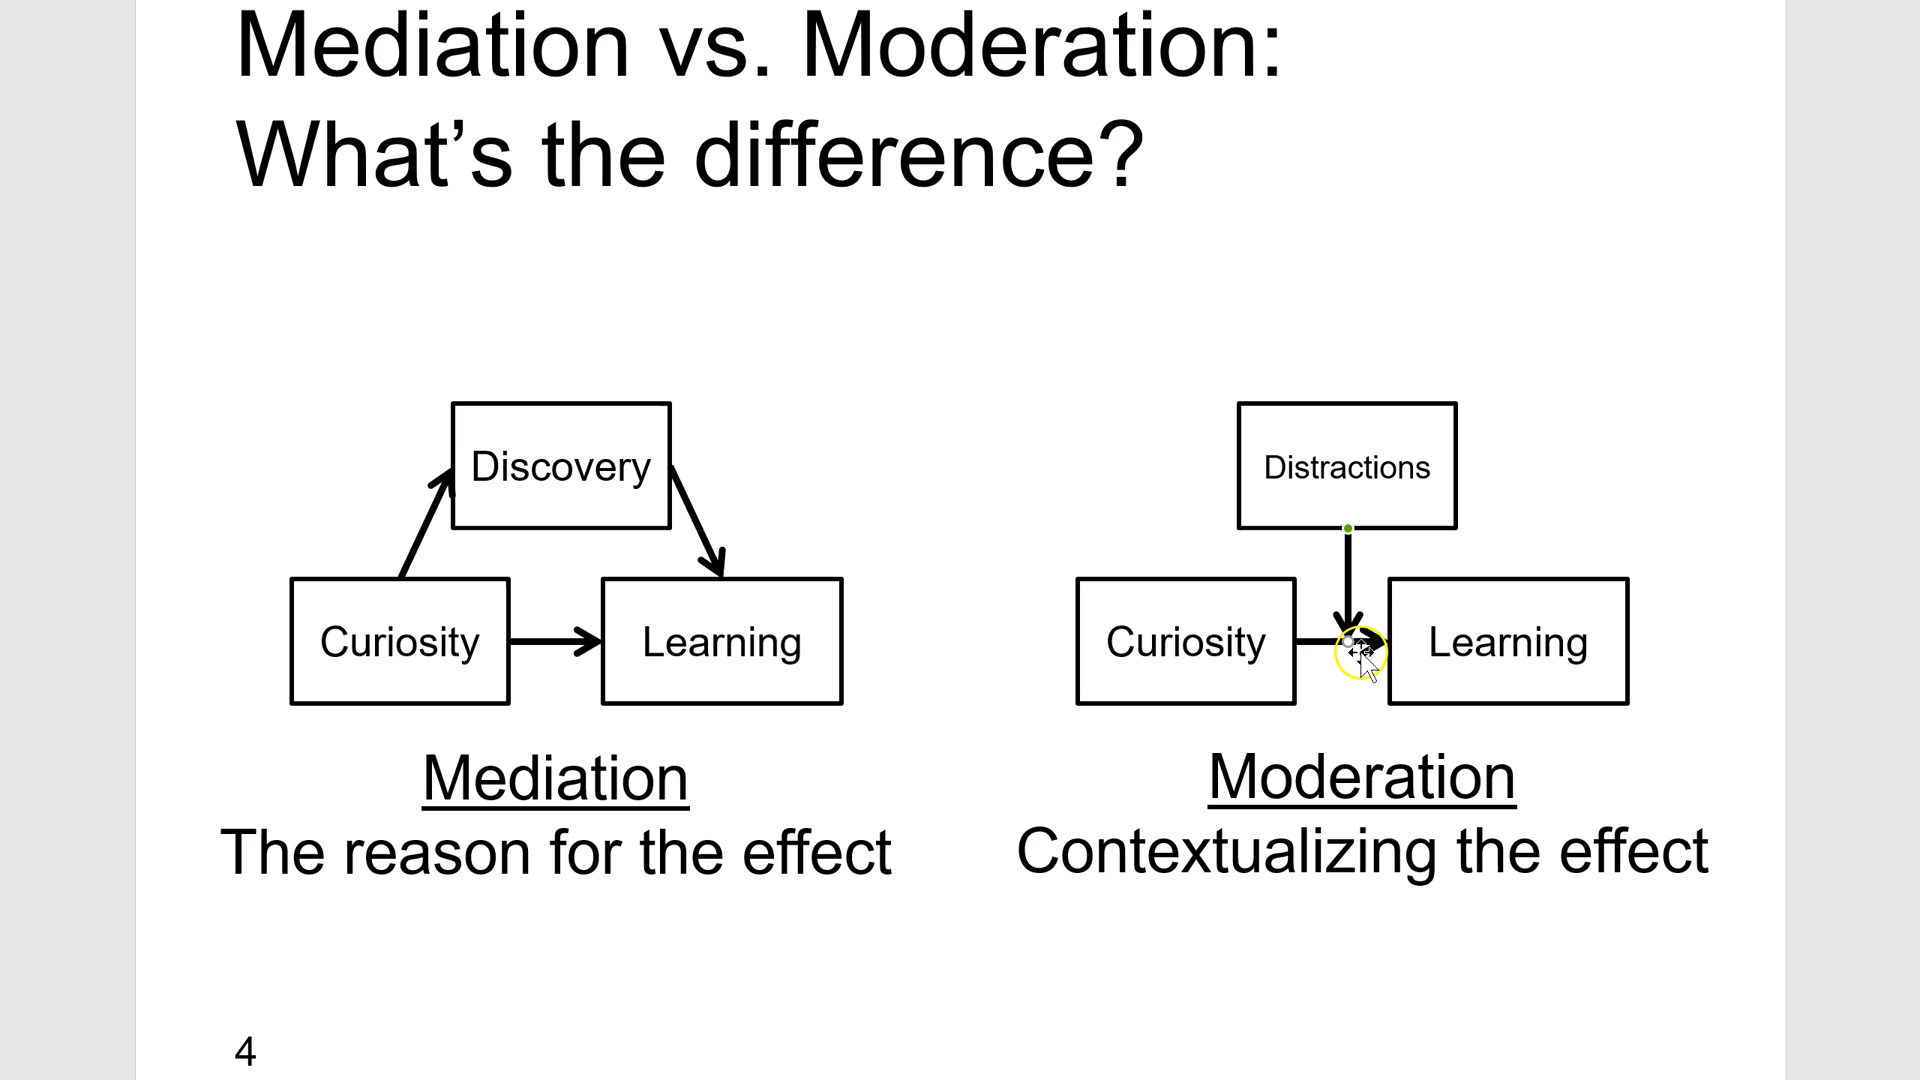 Mediation vs. Moderation:
What’s the difference?
Discovery
Curiosity
Learning
Mediation
The reason for the effect
Distractions
Curiosity
Learning
Moderation
Contextualizing the effect
4